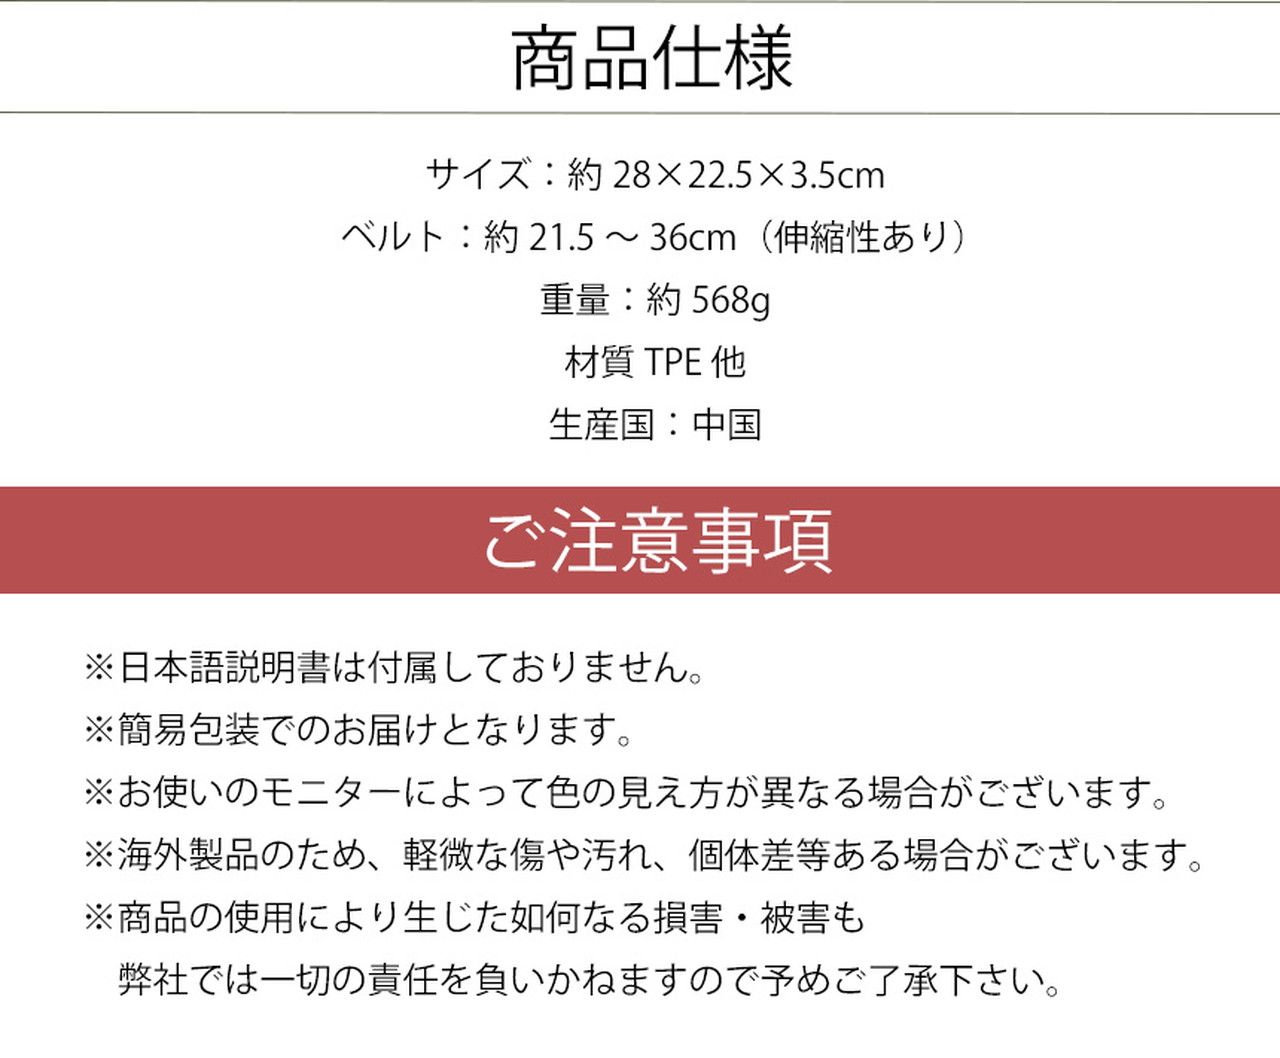 商品仕様
サイズ：約 28×22.5×3.5cm
ベルト：約 21.5 ～ 36cm（伸縮性あり）
重量：約 568g
材質 TPE 他
生産国：中国
ご注意事項
※日本語説明書は付属しておりません。
※簡易包装でのお届けとなります。
※お使いのモニターによって色の見え方が異なる場合がございます。
※海外製品のため、軽微な傷や汚れ、個体差等ある場合がございます。
※商品の使用により生じた如何なる損害・被害も
弊社では一切の責任を負いかねますので予めご了承下さい。